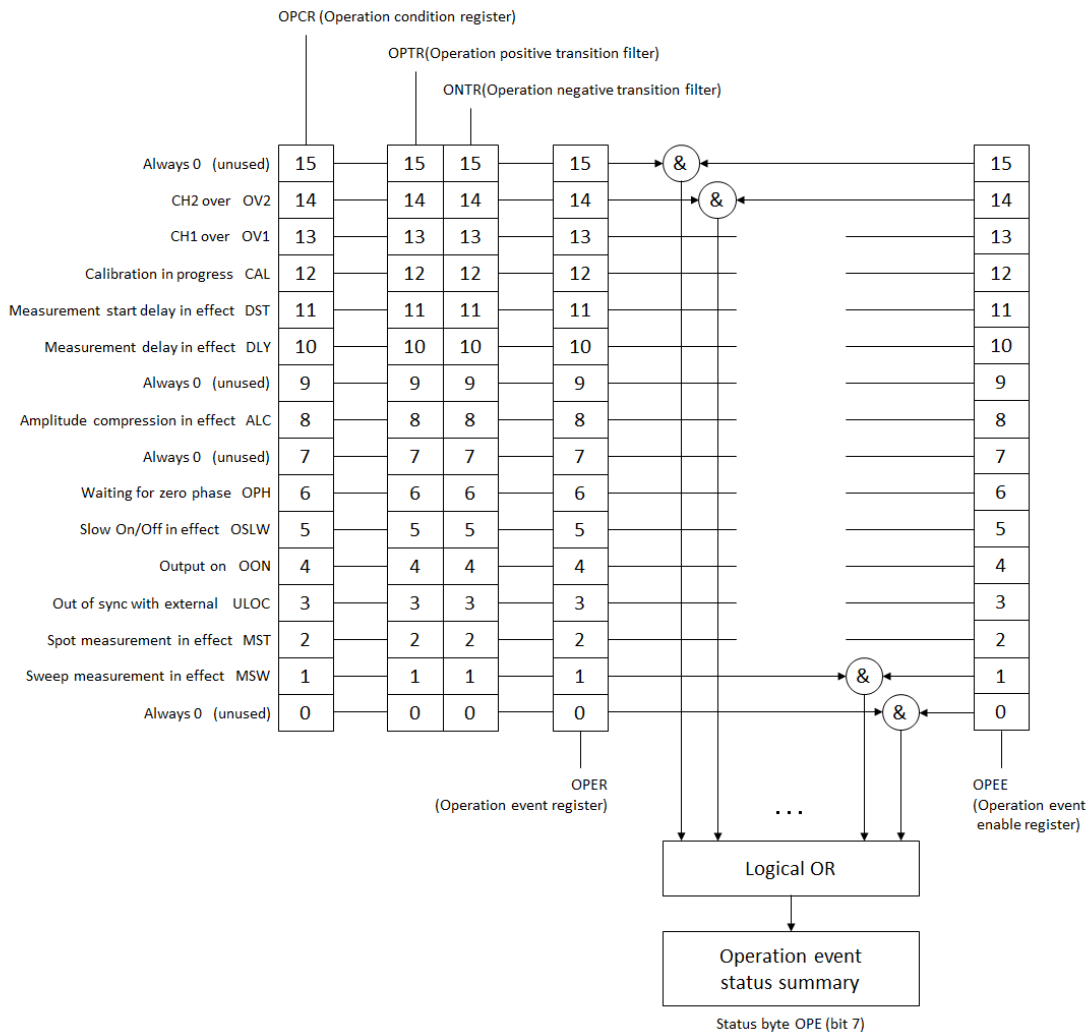 OPCR (Operation condition register)
OPTR(Operation positive transition filter)
ONTR(Operation negative transition filter)
Always 0 (unused) 15 15 15 15 & 15
CH2 over OV2 14 14 14 14 & 14
CH1 over OV1 13 13 13 13 13
Calibration in progress CAL 12 12 12 12 12
Measurement start delay in effect DST 11 11 11 11 11
Measurement delay in effect DLY 10 10 10 10 10
Always 0 (unused) 9 9 9 9 9
Amplitude compression in effect ALC 8 8 8 8 8
Always 0 (unused) 7 7 7 7 7
Waiting for zero phase OPH 6 6 6 6 6
Slow On/Off in effect OSLW 5 5 5 5 5
Output on OON 4 4 4 4 4
Out of sync with external ULOC 3 3 3 3 3
Spot measurement in effect MST 2 2 2 2 2
Sweep measurement in effect MSW 1 1 1 1 & 1
Always 0 (unused) 0 0 0 0 & 0
OPER
(Operation event register)
OPEE
(Operation event
enable register)
...
Logical OR
Operation event
status summary
Status byte OPE (bit 7)